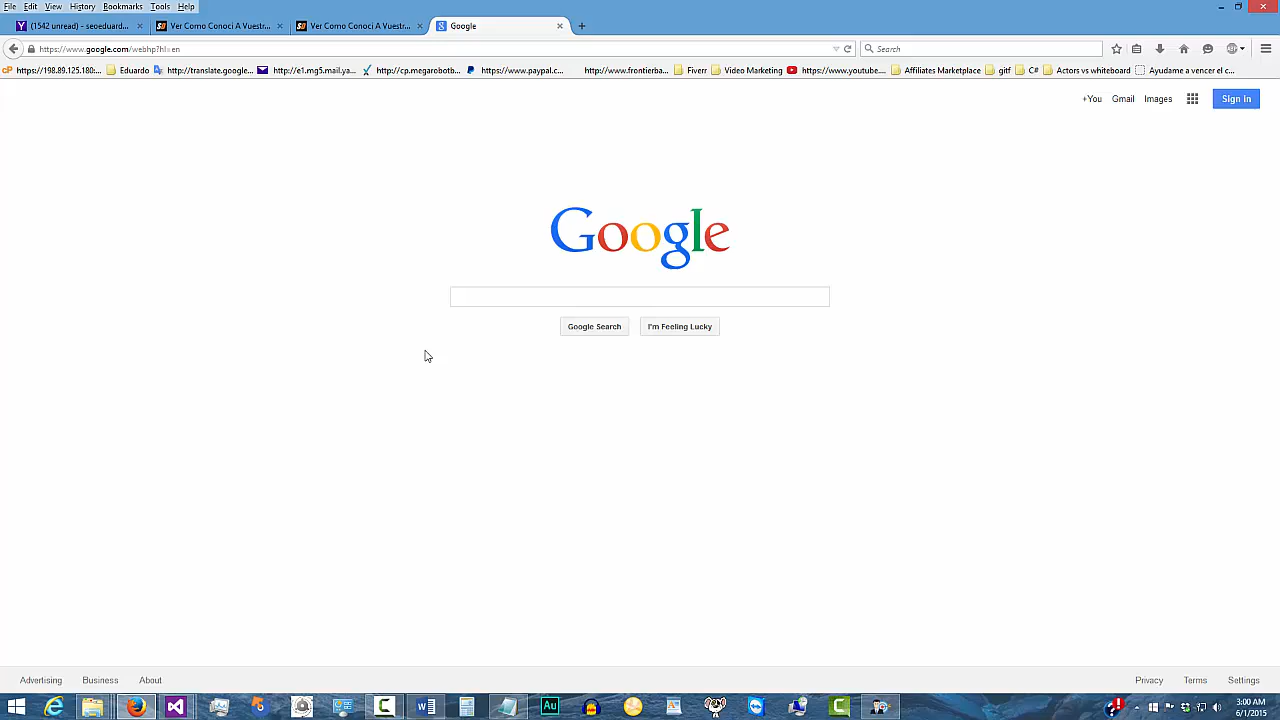 File Edit View History Bookmarks Tools Help
(1542 unread) - seoeduard... Ver Como Conoci A Vuestr... Ver Como Conoci A Vuestr... Google
https://www.google.com/webhp?hl=en Search
https://198.89.125.180:... Eduardo http://translate.google... http://e1.mg5.mail.ya... http://cp.megarobotb... https://www.paypal.c... http://www.frontierba... Fiverr Video Marketing https://www.youtube.... Affiliates Marketplace gitf C# Actors vs whiteboard Ayudame a vencer el c...
+You Gmail Images Sign in
Google
Google Search I'm Feeling Lucky
Advertising Business About Privacy Terms Settings
Au
3:00 AM
6/1/2015